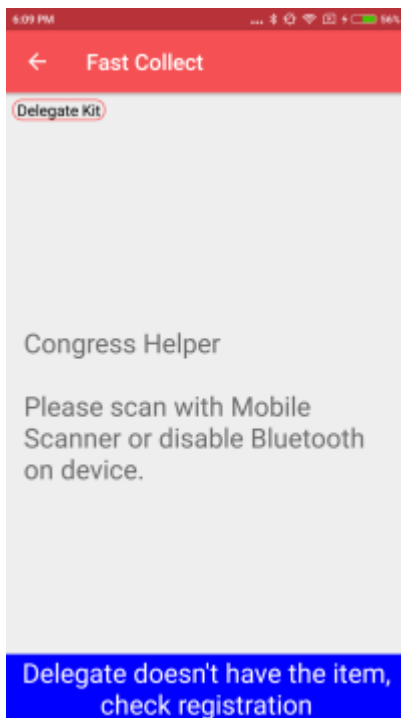 6:09 PM ... 56%
Fast Collect
Delegate Kit
Congress Helper
Please scan with Mobile
Scanner or disable Bluetooth
on device.
Delegate doesn't have the item,
check registration